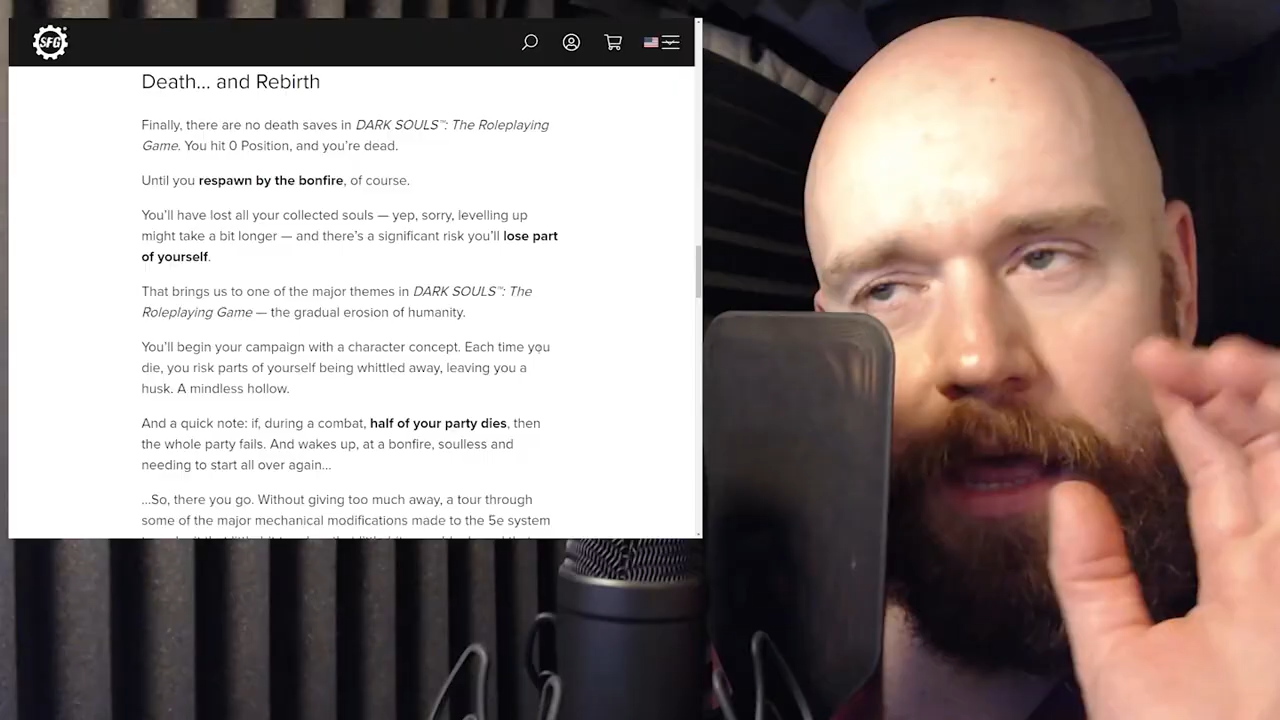 SFG
Death... and Rebirth
Finally, there are no death saves in DARK SOULS™: The Roleplaying
Game. You hit 0 Position, and you're dead.
Until you respawn by the bonfire, of course.
You'll have lost all your collected souls — yep, sorry, levelling up
might take a bit longer — and there's a significant risk you'll lose part
of yourself.
That brings us to one of the major themes in DARK SOULS™: The
Roleplaying Game — the gradual erosion of humanity.
You'll begin your campaign with a character concept. Each time you
die, you risk parts of yourself being whittled away, leaving you a
husk. A mindless hollow.
And a quick note: if, during a combat, half of your party dies, then
the whole party fails. And wakes up, at a bonfire, soulless and
needing to start all over again...
...So, there you go. Without giving too much away, a tour through
some of the major mechanical modifications made to the 5e system